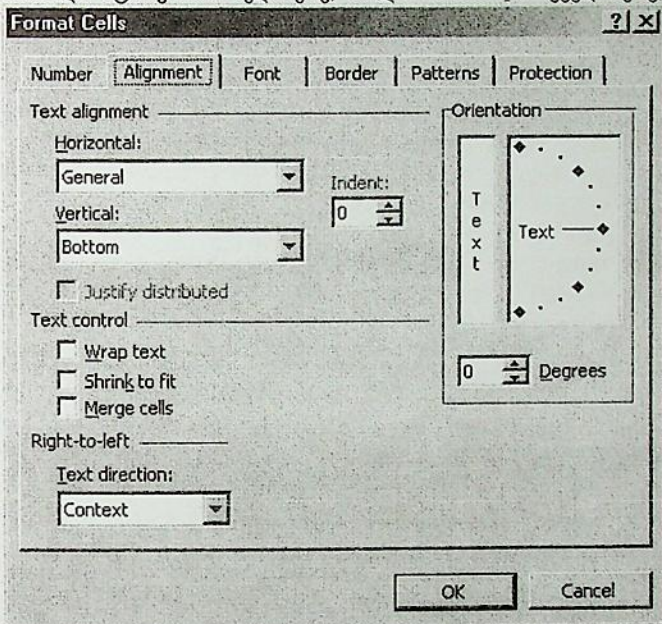 Format Cells
Number Alignment Font Border Patterns Protection
Text alignment
Horizontal:
General
Indent:
0
Vertical:
Bottom
Justify distributed
Text control
Wrap text
Shrink to fit
Merge cells
Right-to-left
Text direction:
Context
Orientation
Text
Text
0 Degrees
OK Cancel